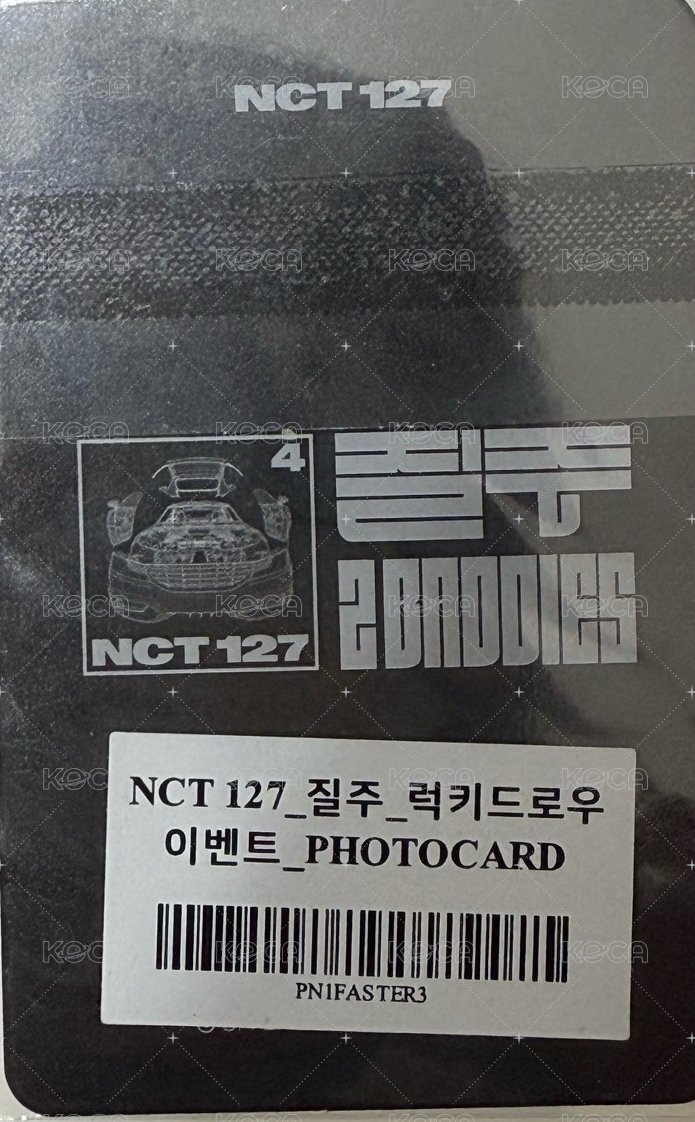 NCT 127
4
NCT 127
질주
2 BADDIES
NCT 127_질주_럭키드로우
이벤트_PHOTOCARD
PN1FASTER3
KOCA